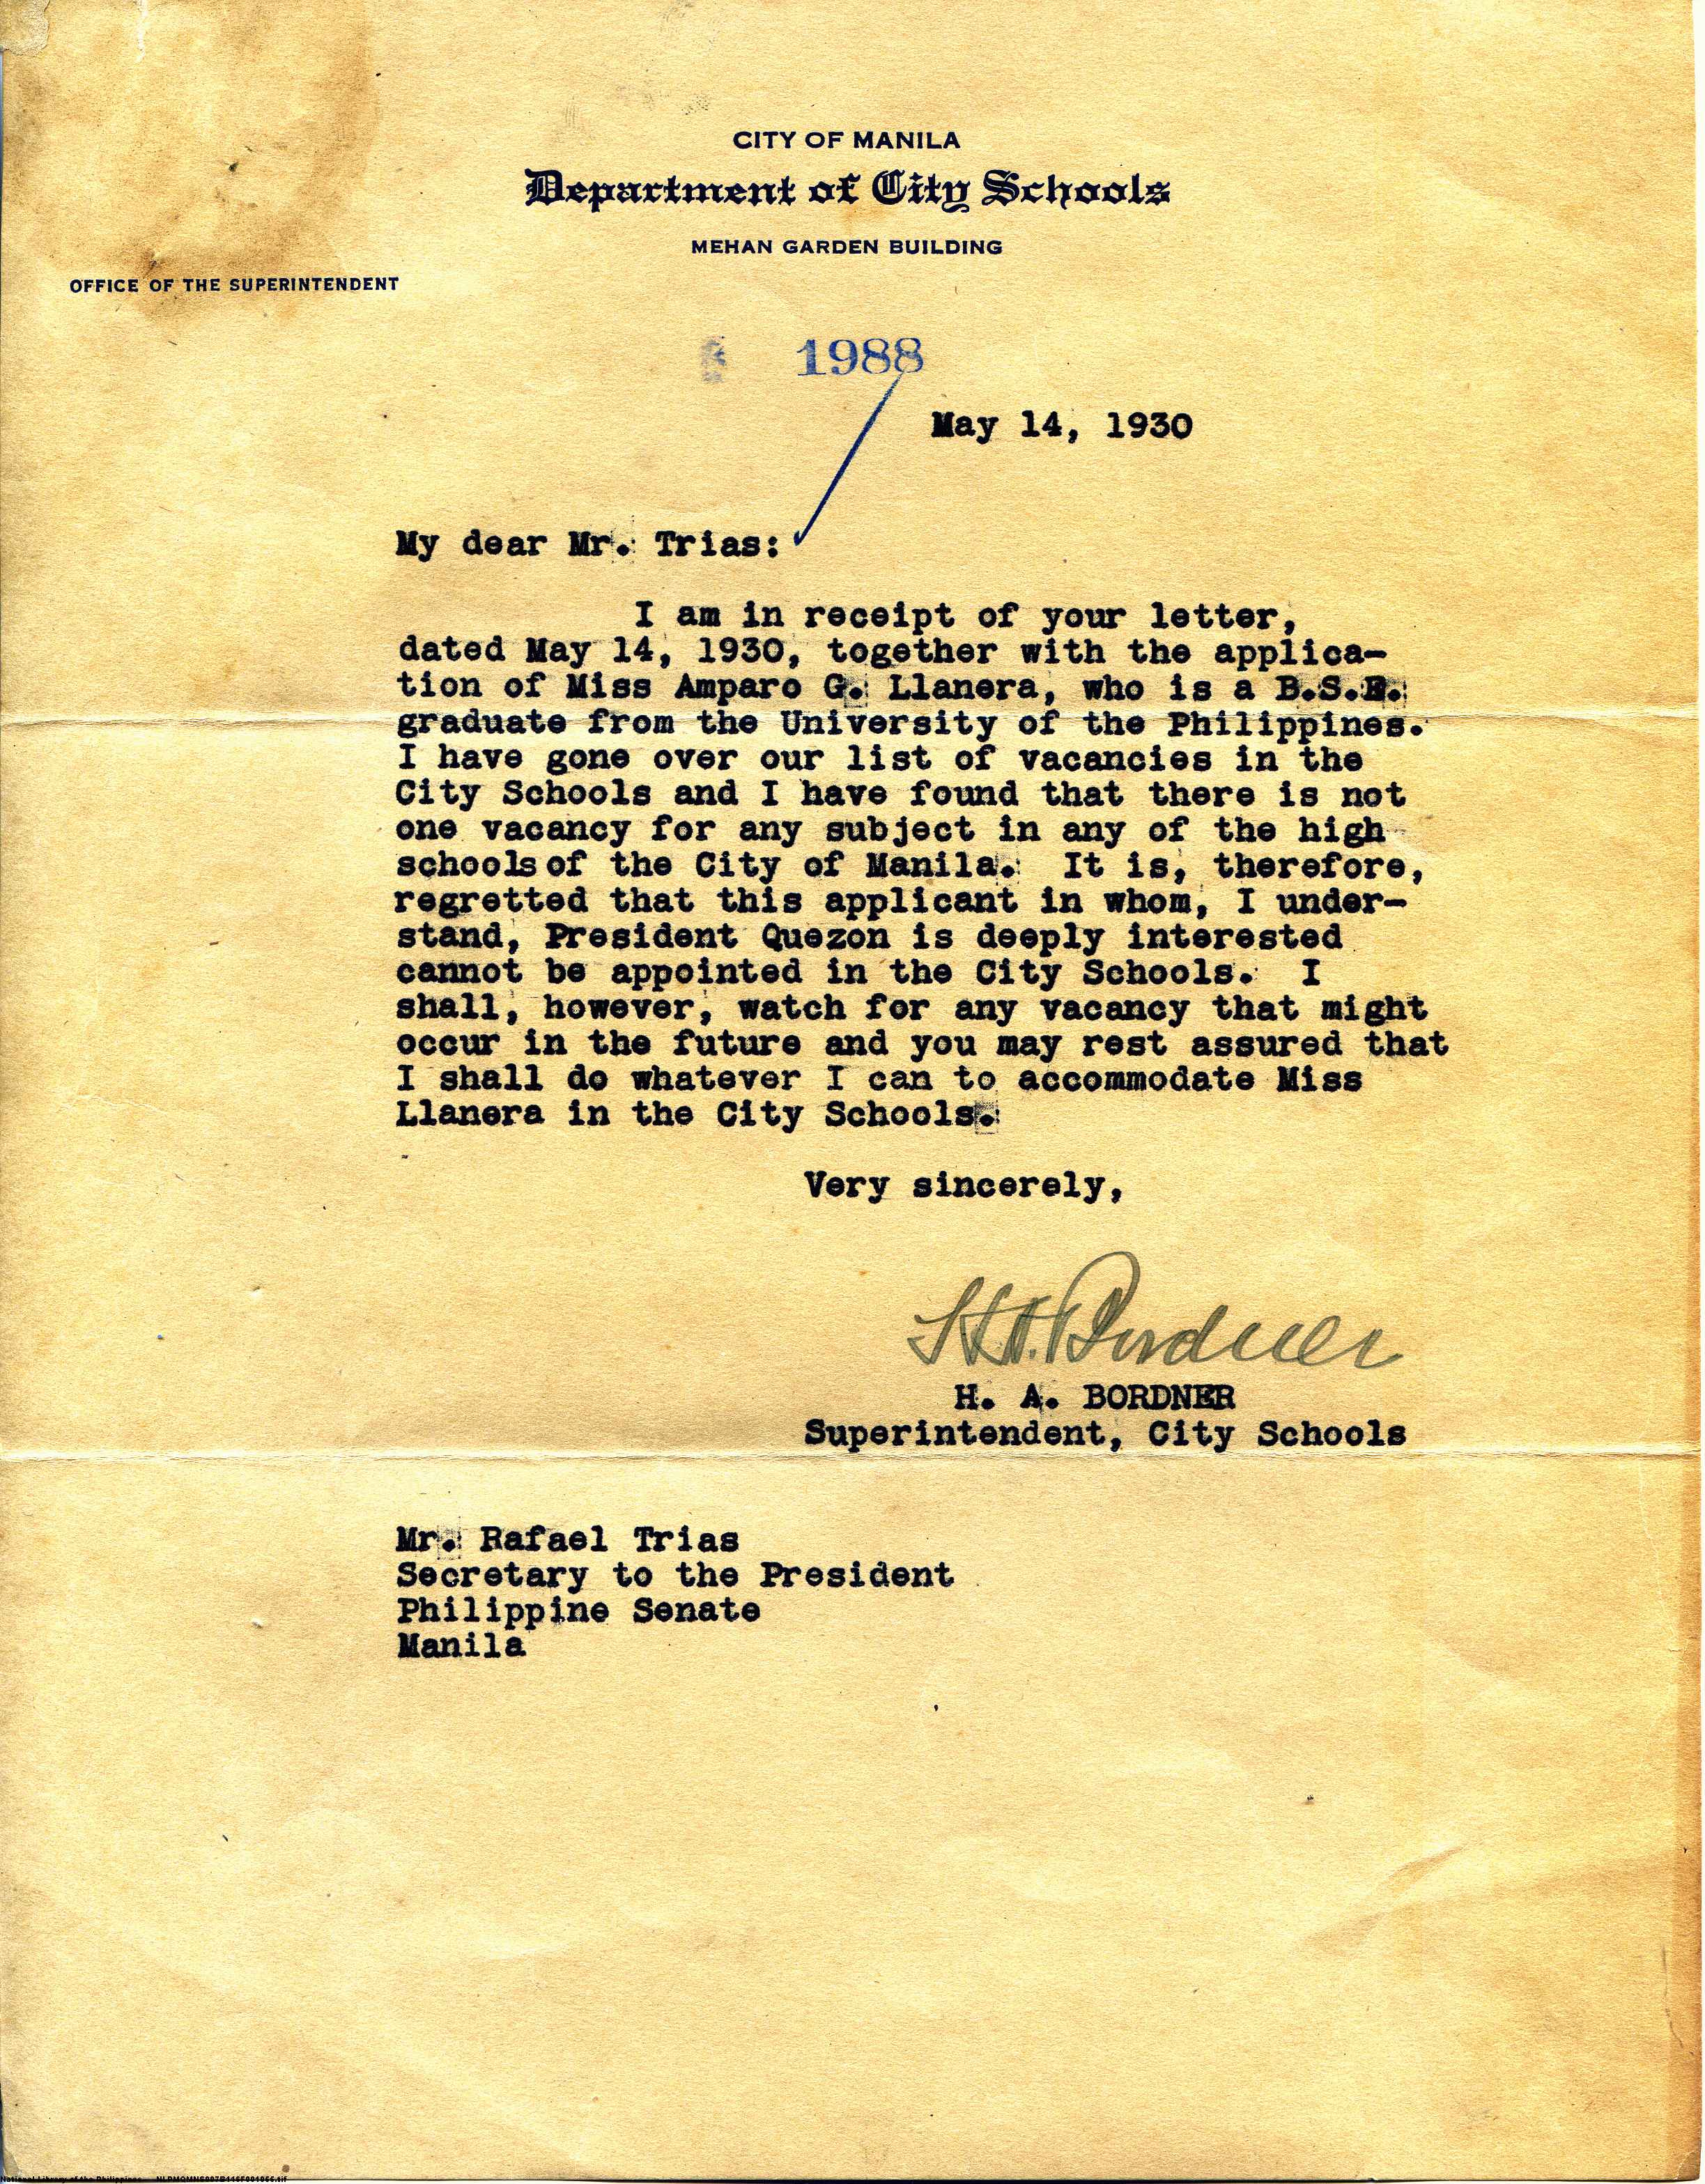 CITY OF MANILA
Department of City Schools
MEHAN GARDEN BUILDING
OFFICE OF THE SUPERINTENDENT
1988
May 14, 1930
My dear Mr. Trias:
I am in receipt of your letter,
dated May 14, 1930, together with the applica-
tion of Miss Amparo G. Llanera, who is a B.S.E.
graduate from the University of the Philippines.
I have gone over our list of vacancies in the
City Schools and I have found that there is not
one vacancy for any subject in any of the high
schools of the City of Manila. It is, therefore,
regretted that this applicant in whom, I under-
stand, President Quezon is deeply interested
cannot be appointed in the City Schools. I
shall, however, watch for any vacancy that might
occur in the future and you may rest assured that
I shall do whatever I can to accommodate Miss
Llanera in the City Schools.
Very sincerely,
H. A. Bordner
H. A. BORDNER
Superintendent, City Schools
Mr. Rafael Trias
Secretary to the President
Philippine Senate
Manila
National Library of the Philippines